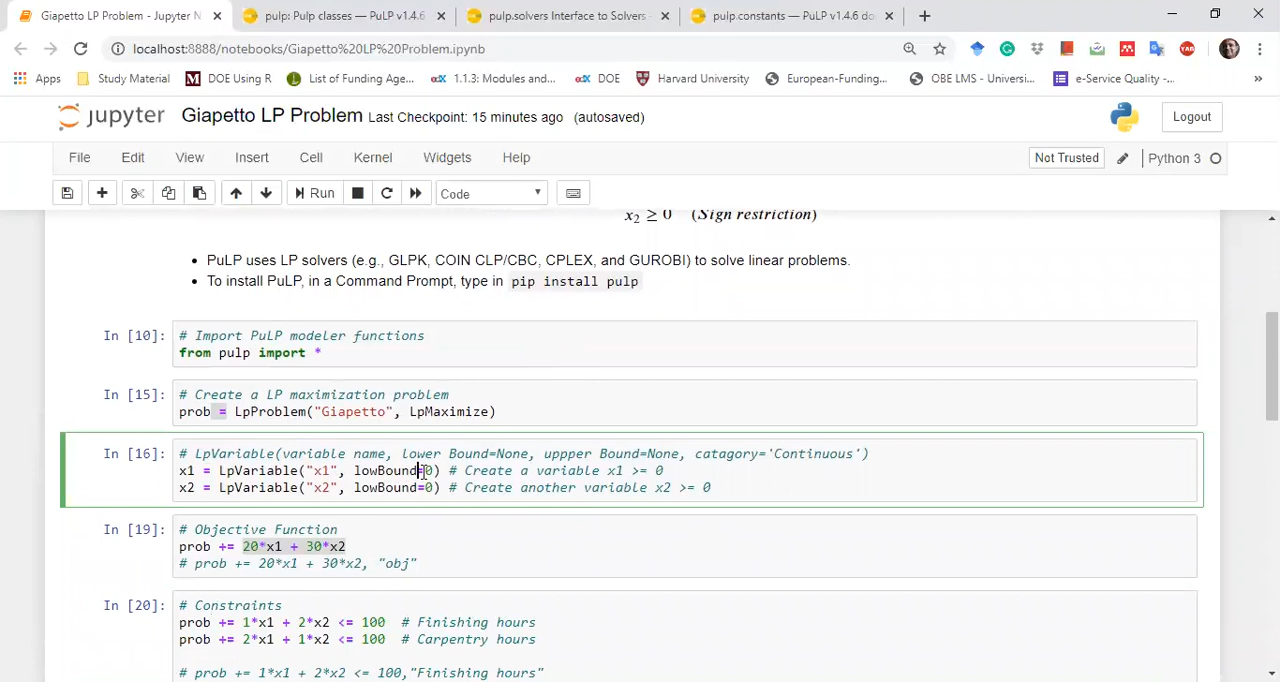 Giapetto LP Problem - Jupyter N
pulp: Pulp classes — PuLP v1.4.6
pulp.solvers Interface to Solvers -
pulp.constants — PuLP v1.4.6 do
localhost:8888/notebooks/Giapetto%20LP%20Problem.ipynb
Apps Study Material DOE Using R List of Funding Age... .1.3: Modules and... DOE Harvard University European-Funding... OBE LMS - Universi... e-Service Quality -... »
jupyter Giapetto LP Problem Last Checkpoint: 15 minutes ago (autosaved) Logout
File Edit View Insert Cell Kernel Widgets Help Not Trusted Python 3
Run Code
x2 ≥ 0 (Sign restriction)
• PuLP uses LP solvers (e.g., GLPK, COIN CLP/CBC, CPLEX, and GUROBI) to solve linear problems.
• To install PuLP, in a Command Prompt, type in pip install pulp
In [10]: # Import PuLP modeler functions
from pulp import *
In [15]: # Create a LP maximization problem
prob = LpProblem("Giapetto", LpMaximize)
In [16]: # LpVariable(variable name, lower Bound=None, uppper Bound=None, catagory='Continuous')
x1 = LpVariable("x1", lowBound=0) # Create a variable x1 >= 0
x2 = LpVariable("x2", lowBound=0) # Create another variable x2 >= 0
In [19]: # Objective Function
prob += 20*x1 + 30*x2
# prob += 20*x1 + 30*x2, "obj"
In [20]: # Constraints
prob += 1*x1 + 2*x2 <= 100 # Finishing hours
prob += 2*x1 + 1*x2 <= 100 # Carpentry hours
# prob += 1*x1 + 2*x2 <= 100,"Finishing hours"